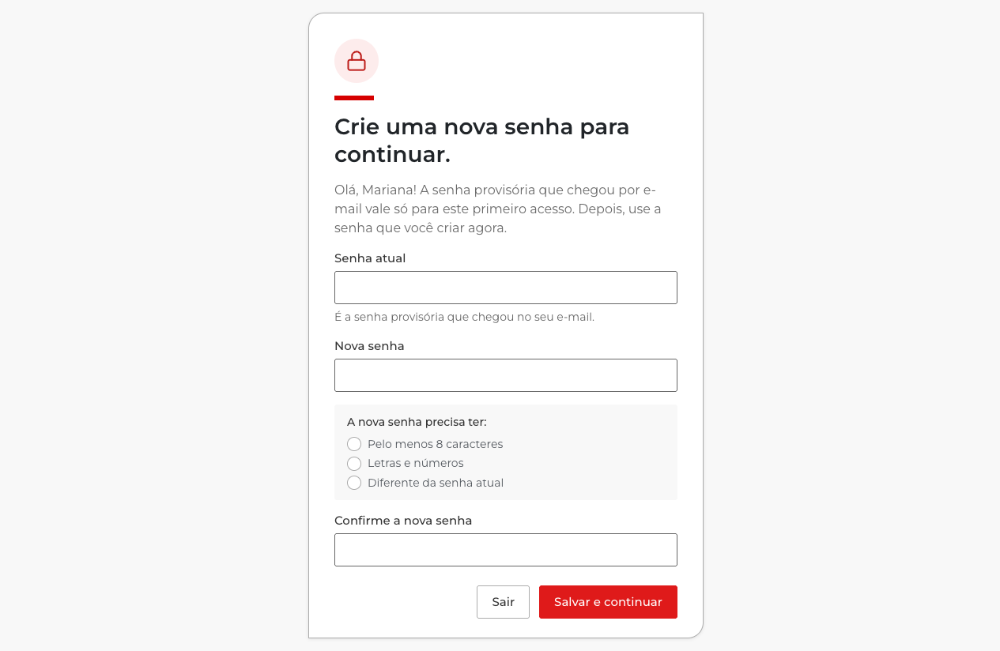 Crie uma nova senha para
continuar.
Olá, Mariana! A senha provisória que chegou por e-
mail vale só para este primeiro acesso. Depois, use a
senha que você criar agora.
Senha atual
É a senha provisória que chegou no seu e-mail.
Nova senha
A nova senha precisa ter:
Pelo menos 8 caracteres
Letras e números
Diferente da senha atual
Confirme a nova senha
Sair
Salvar e continuar